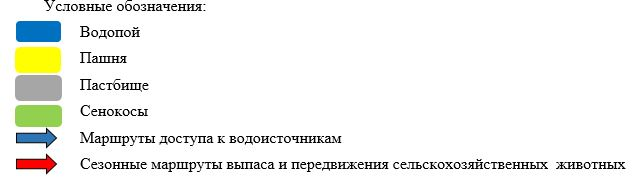 Условные обозначения:
Водопой
Пашня
Пастбище
Сенокосы
Маршруты доступа к водоисточникам
Сезонные маршруты выпаса и передвижения сельскохозяйственных животных